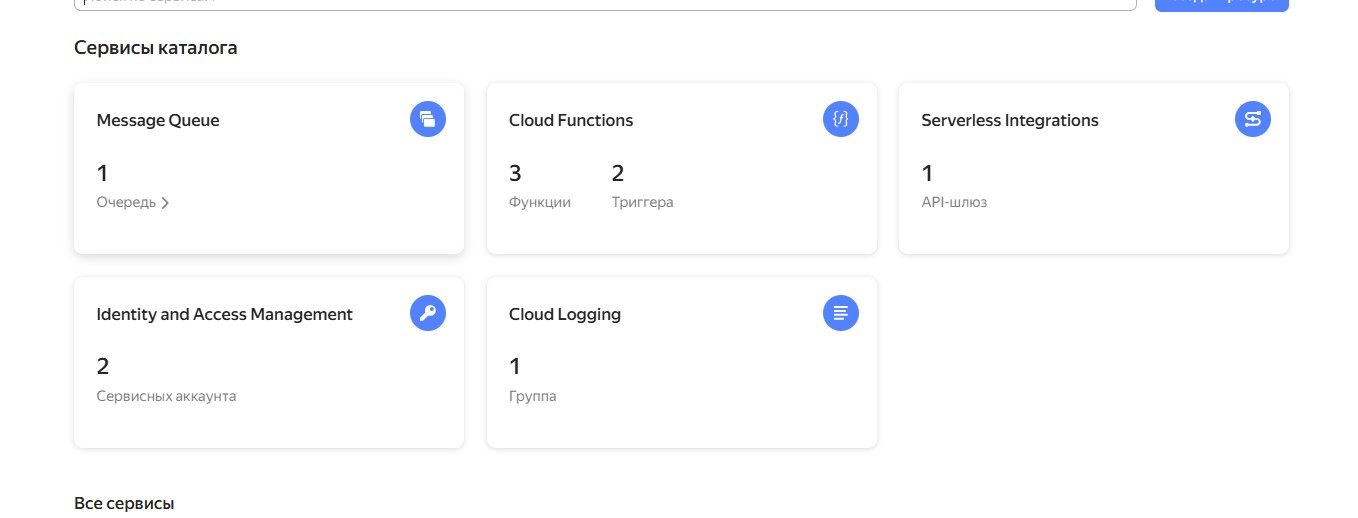 Сервисы каталога
Message Queue
1
Очередь
Cloud Functions
3
Функции
2
Триггера
Serverless Integrations
1
API-шлюз
Identity and Access Management
2
Сервисных аккаунта
Cloud Logging
1
Группа
Все сервисы